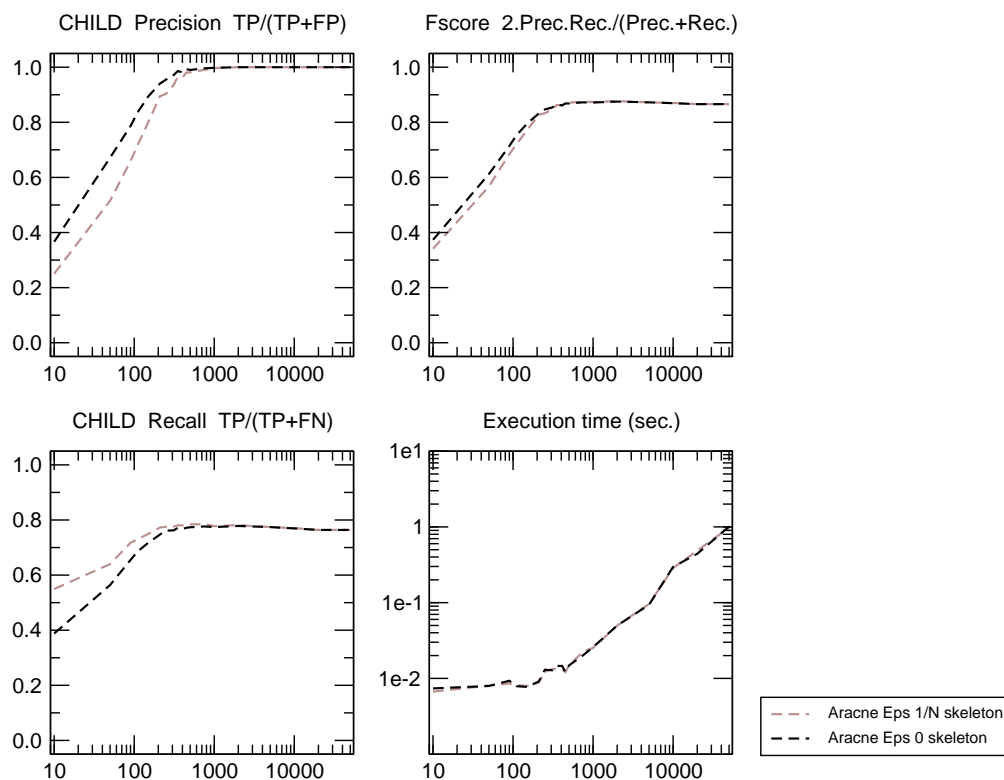 CHILD Precision TP/(TP+FP)
1.0
0.8
0.6
0.4
0.2
0.0
10 100 1000 10000
Fscore 2.Prec.Rec./(Prec.+Rec.)
1.0
0.8
0.6
0.4
0.2
0.0
10 100 1000 10000
CHILD Recall TP/(TP+FN)
1.0
0.8
0.6
0.4
0.2
0.0
10 100 1000 10000
Execution time (sec.)
1e1
1
1e-1
1e-2
10 100 1000 10000
Aracne Eps 1/N skeleton
Aracne Eps 0 skeleton